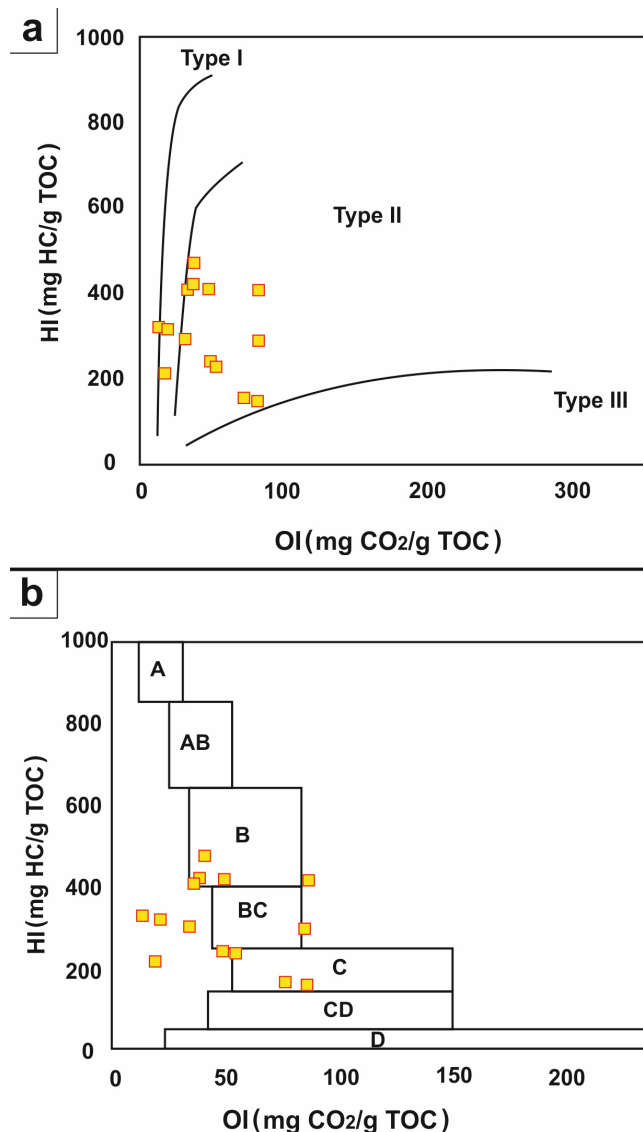 a
1000
Type I
800
600
Type II
400
200
Type III
0
0
100
200
300
HI (mg HC/g TOC)
OI (mg CO2/g TOC)
b
1000
A
800
AB
600
B
400
BC
200
C
CD
0
D
0
50
100
150
200
HI (mg HC/g TOC)
OI (mg CO2/g TOC)